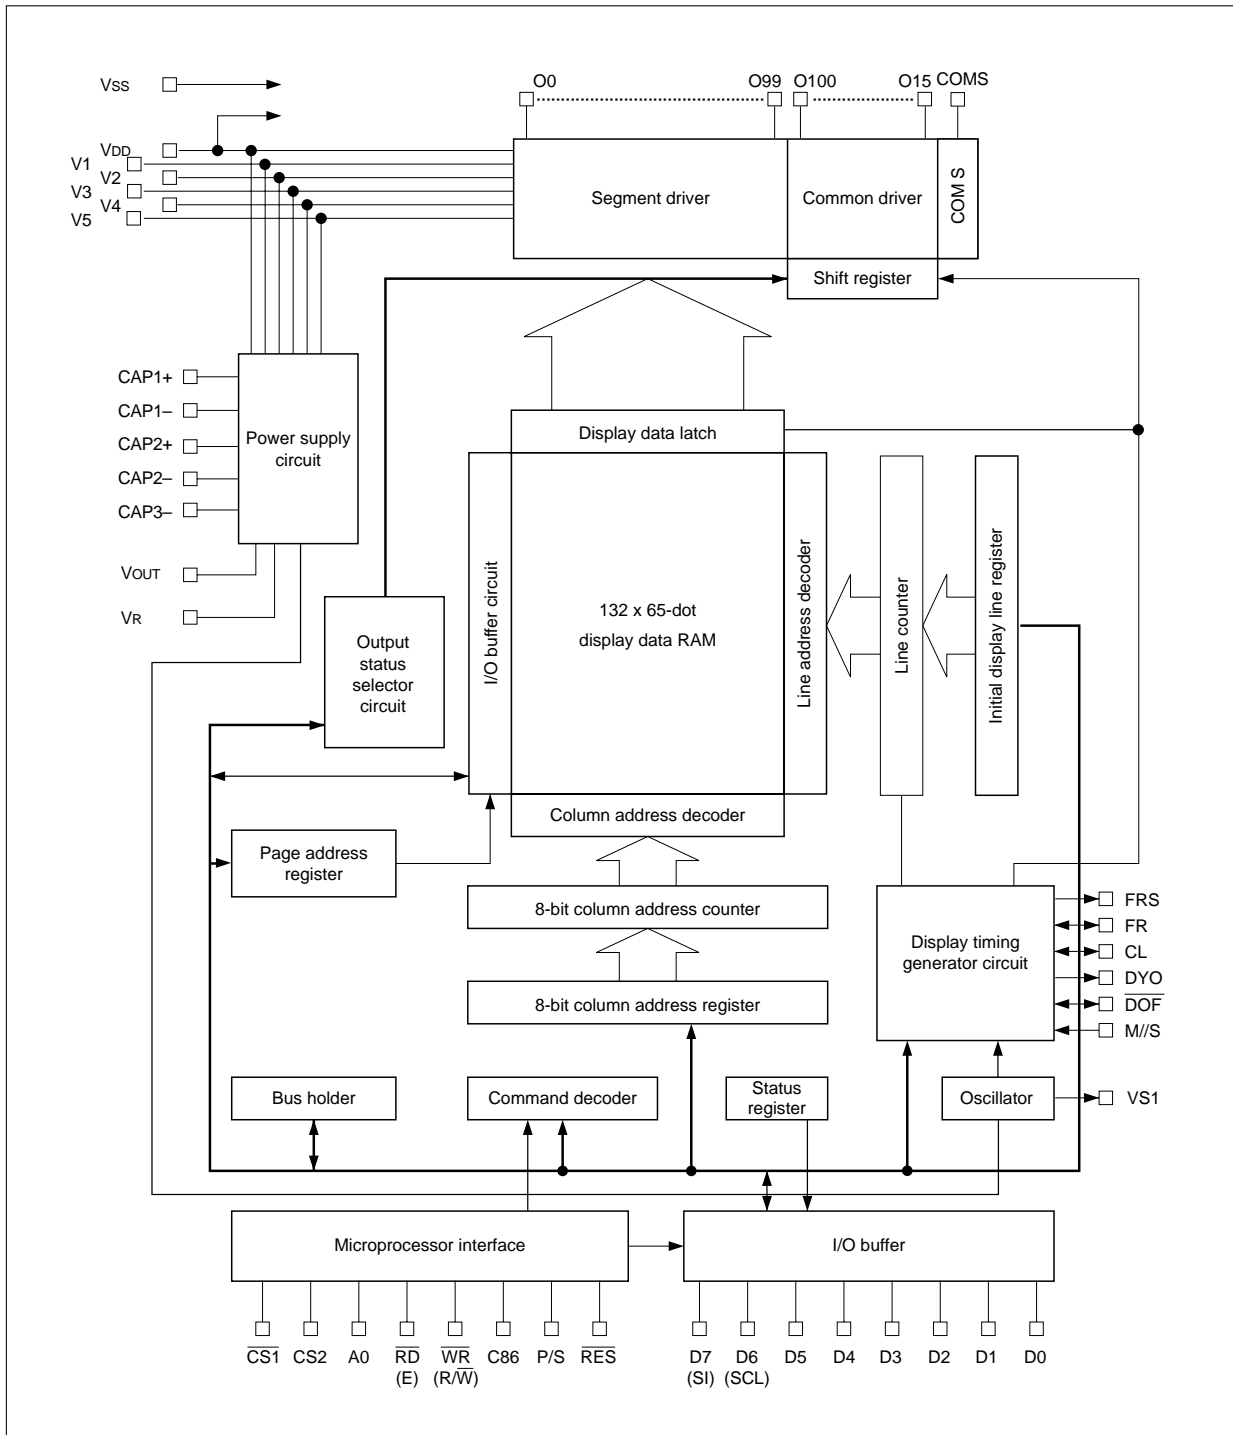 VSS
O0
O99
O100
O15
COMS
VDD
V1
V2
V3
V4
V5
Segment driver
Common driver
COM S
Shift register
CAP1+
CAP1–
CAP2+
CAP2–
CAP3–
Power supply
circuit
VOUT
VR
Display data latch
Output
status
selector
circuit
I/O buffer circuit
132 x 65-dot
display data RAM
Line address decoder
Line counter
Initial display line register
Column address decoder
Page address
register
8-bit column address counter
8-bit column address register
Display timing
generator circuit
FRS
FR
CL
DYO
DOF
M//S
Bus holder
Command decoder
Status
register
Oscillator
VS1
Microprocessor interface
I/O buffer
CS1
CS2
A0
RD
(E)
WR
(R/W)
C86
P/S
RES
D7
(SI)
D6
(SCL)
D5
D4
D3
D2
D1
D0